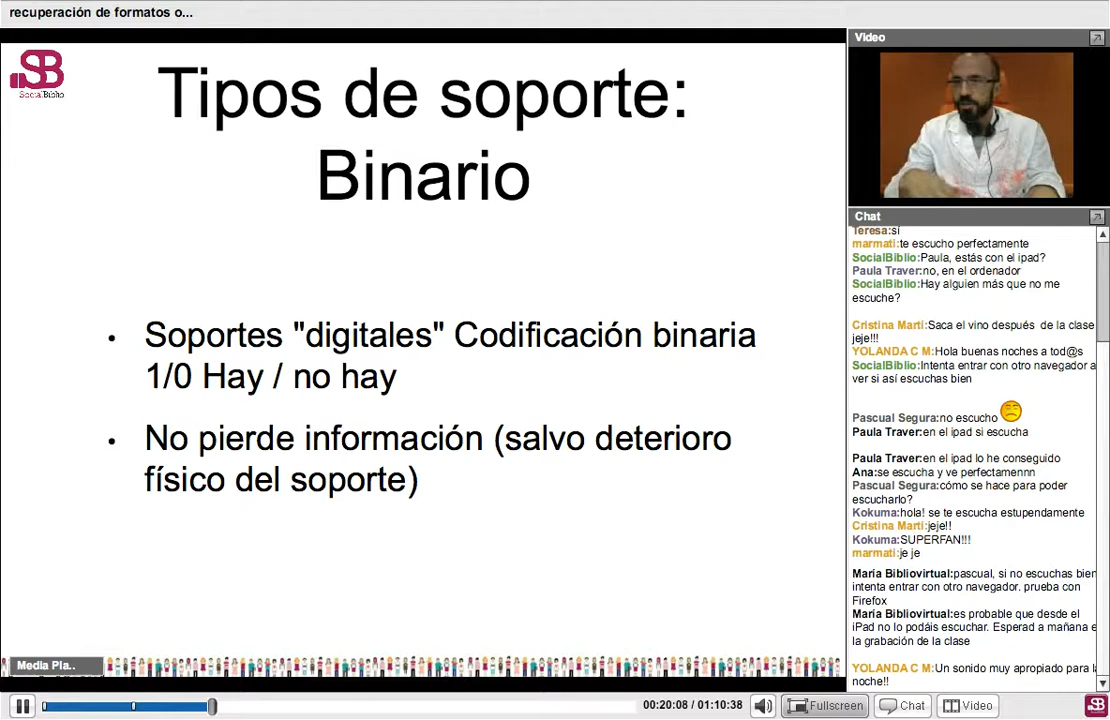 recuperación de formatos o...
SB
SocialBiblio
Tipos de soporte:
Binario
• Soportes "digitales" Codificación binaria
1/0 Hay / no hay
• No pierde información (salvo deterioro
físico del soporte)
Media Pla..
Video
Chat
Teresa:sí
marmati:te escucho perfectamente
SocialBiblio:Paula, estás con el ipad?
Paula Traver:no, en el ordenador
SocialBiblio:Hay alguien más que no me
escuche?
Cristina Marti:Saca el vino después de la clase
jeje!!!
YOLANDA C M:Hola buenas noches a tod@s
SocialBiblio:Intenta entrar con otro navegador a
ver si así escuchas bien
Pascual Segura:no escucho
Paula Traver:en el ipad si escucha
Paula Traver:en el ipad lo he conseguido
Ana:se escucha y ve perfectamennn
Pascual Segura:cómo se hace para poder
escucharlo?
Kokuma:hola! se te escucha estupendamente
Cristina Marti:jeje!!
Kokuma:SUPERFAN!!!
marmati:je je
María Bibliovirtual:pascual, si no escuchas bien
intenta entrar con otro navegador. prueba con
Firefox
María Bibliovirtual:es probable que desde el
iPad no lo podáis escuchar. Esperad a mañana e
la grabación de la clase
YOLANDA C M:Un sonido muy apropiado para l
noche!!
00:20:08 / 01:10:38
Fullscreen
Chat
Video
SB